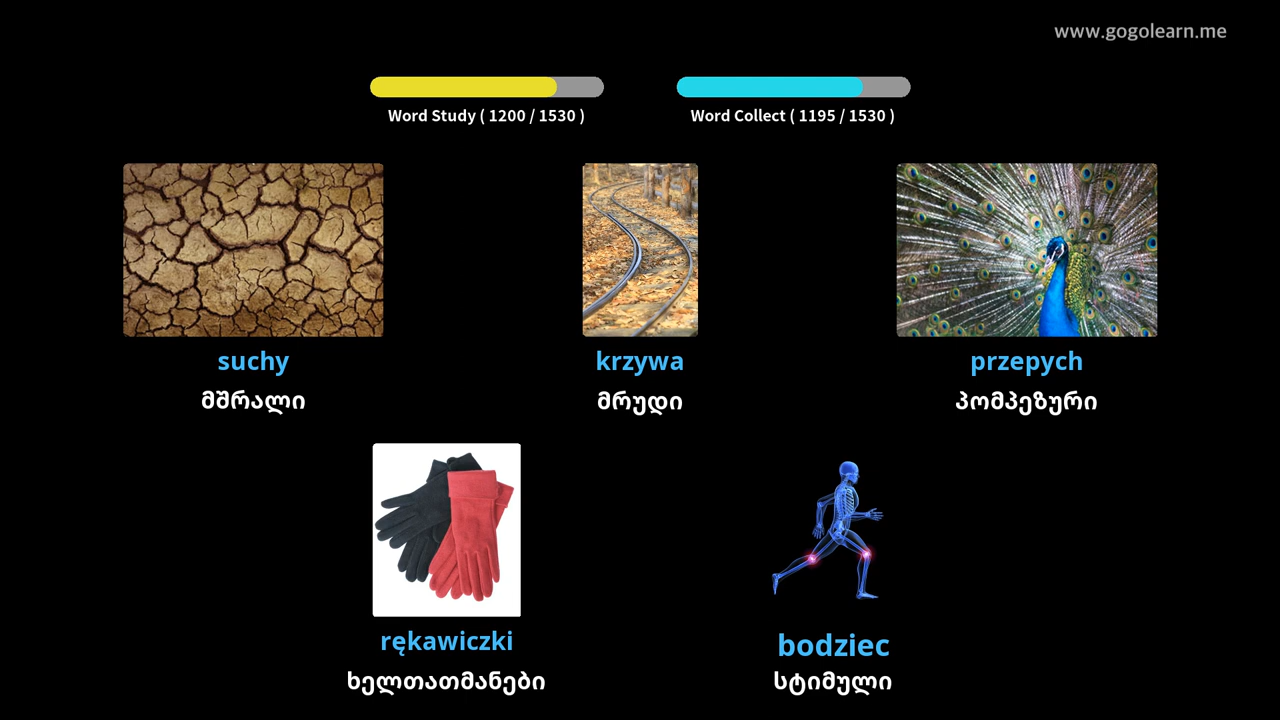 www.gogolearn.me
Word Study ( 1200 / 1530 )
Word Collect ( 1195 / 1530 )
suchy
krzywa
przepych
მშრალი
მრუდი
პომპეზური
rękawiczki
bodziec
ხელთათმანები
სტიმული